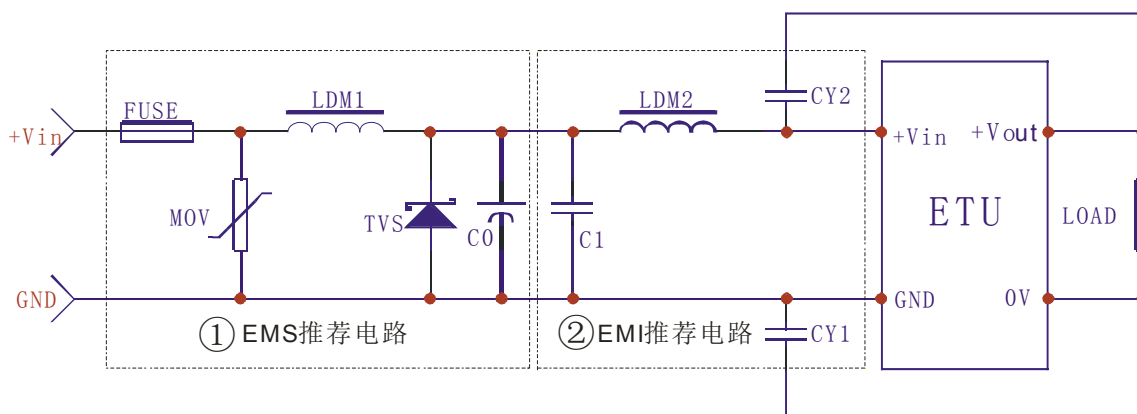 CY2
FUSE
LDM1
LDM2
+Vin
+Vin
+Vout
MOV
TVS
C0
C1
ETU
LOAD
GND
GND
0V
①EMS推荐电路
②EMI推荐电路
CY1